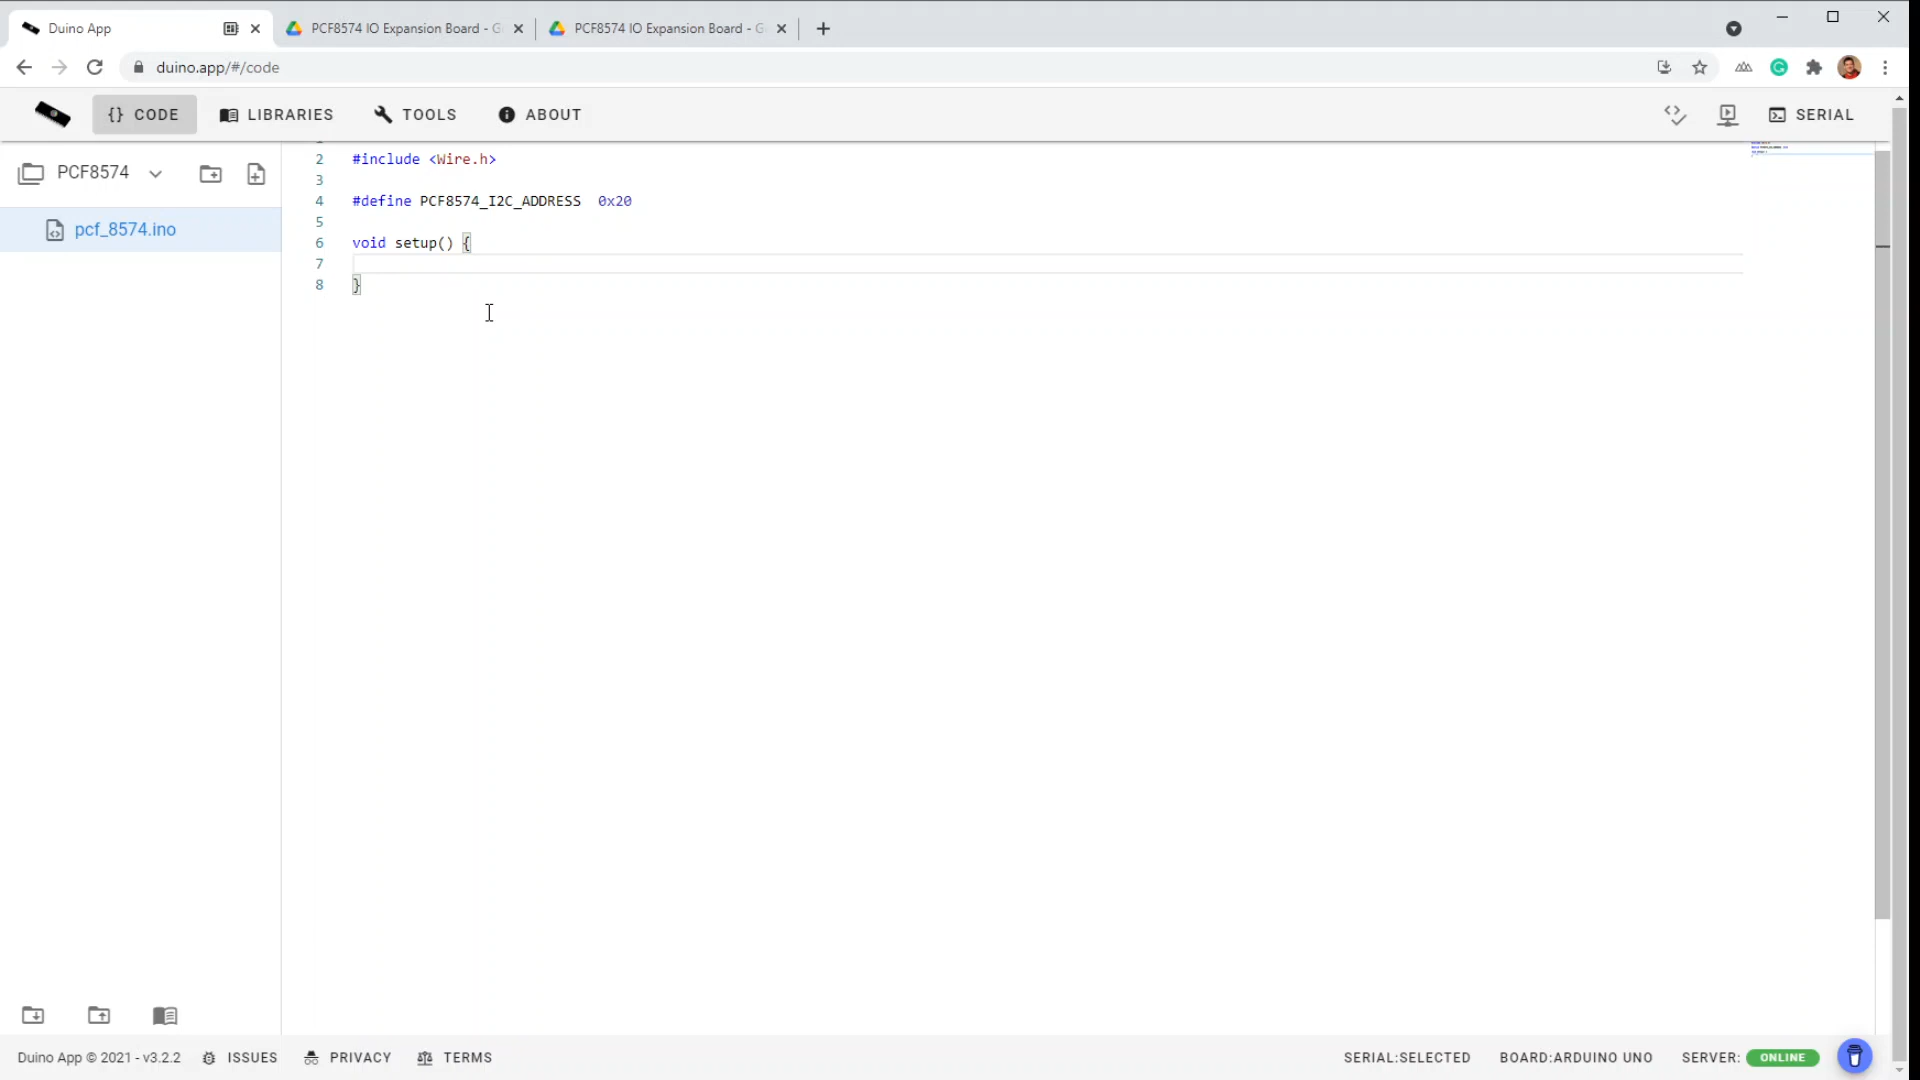 Duino App
PCF8574 IO Expansion Board - G
PCF8574 IO Expansion Board - G
duino.app/#/code
{} CODE
LIBRARIES
TOOLS
ABOUT
SERIAL
PCF8574
pcf_8574.ino
2 #include <Wire.h>
3
4 #define PCF8574_I2C_ADDRESS 0x20
5
6 void setup() {
7
8 }
Duino App © 2021 - v3.2.2
ISSUES
PRIVACY
TERMS
SERIAL:SELECTED
BOARD:ARDUINO UNO
SERVER: ONLINE